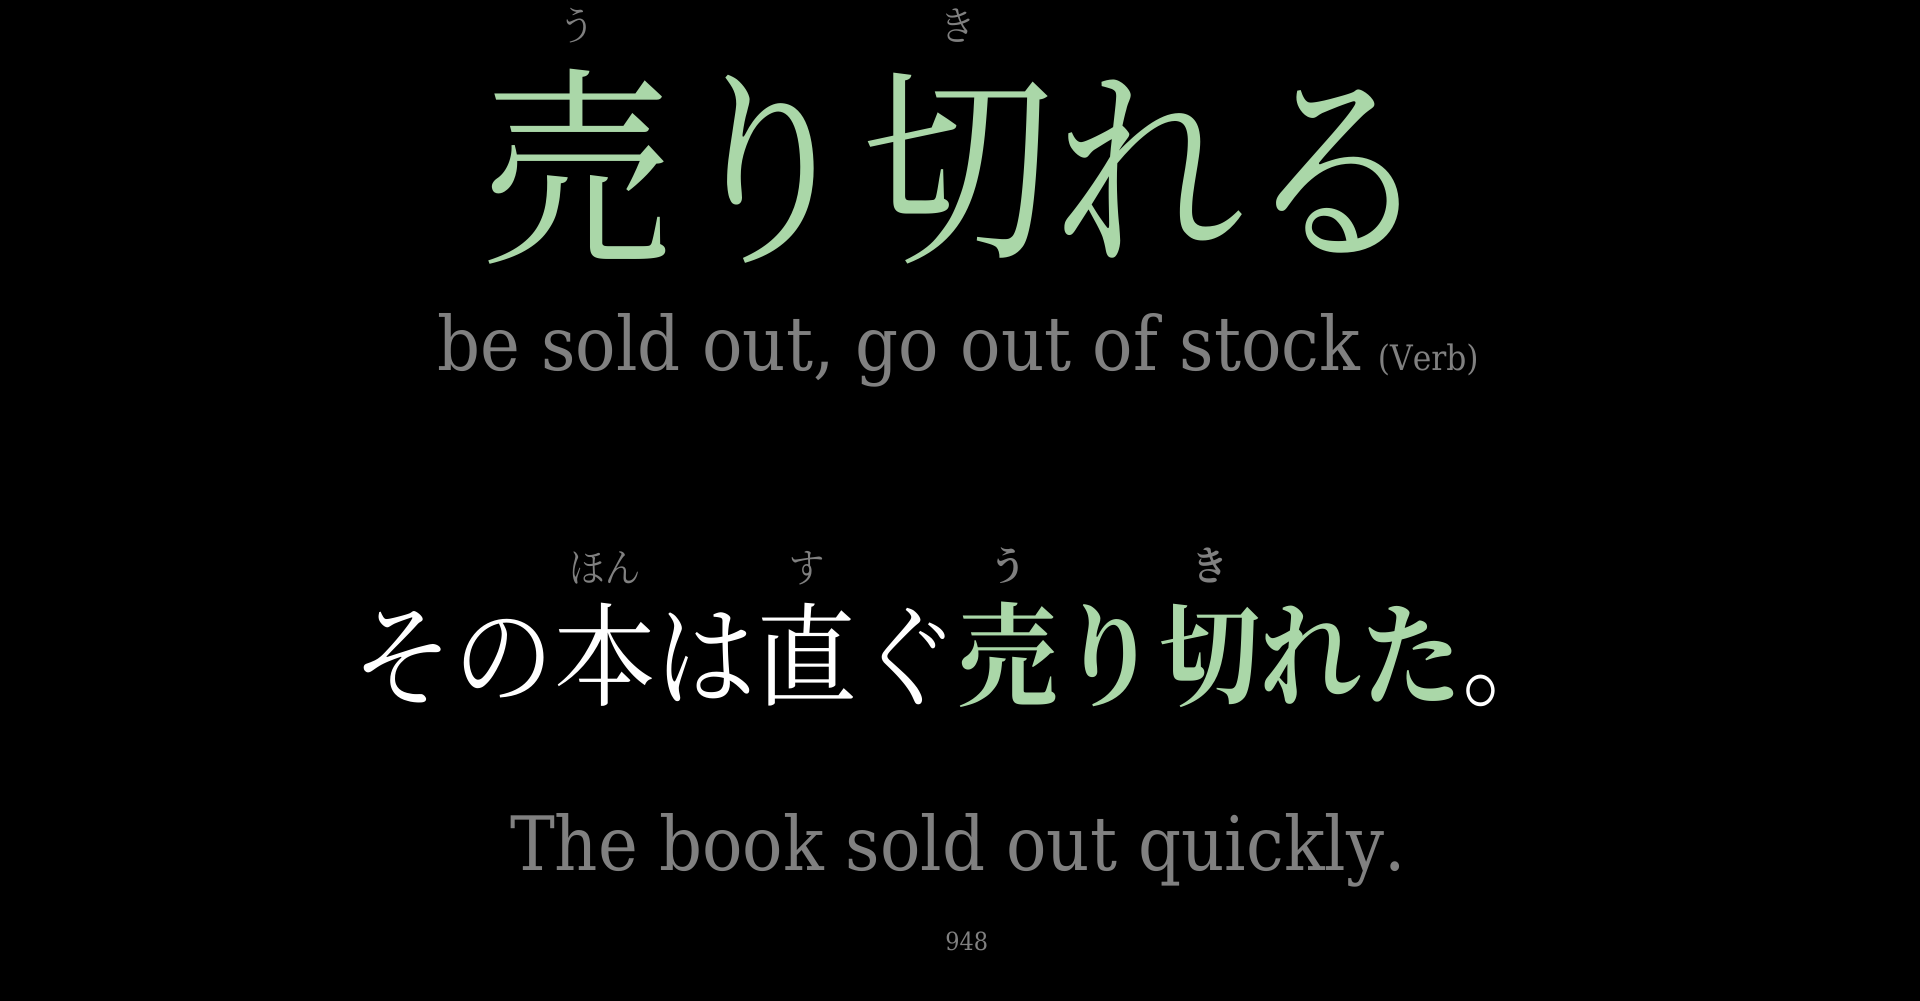 う き
売り切れる
be sold out, go out of stock (Verb)
ほん す う き
その本は直ぐ売り切れた。
The book sold out quickly.
948